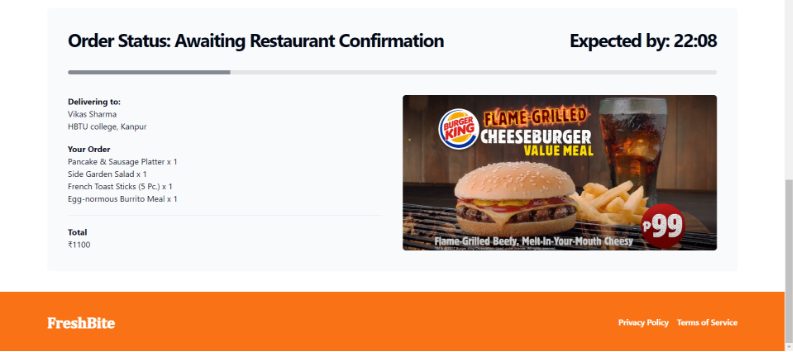 Order Status: Awaiting Restaurant Confirmation
Expected by: 22:08
Delivering to:
Vikas Sharma
HBTU college, Kanpur
Your Order
Pancake & Sausage Platter x 1
Side Garden Salad x 1
French Toast Sticks (5 Pc.) x 1
Egg-normous Burrito Meal x 1
Total
₹1100
BURGER
KING
FLAME-GRILLED
CHEESEBURGER
VALUE MEAL
P99
Flame-Grilled Beefy, Melt-In-Your-Mouth Cheesy
FreshBite
Privacy Policy
Terms of Service